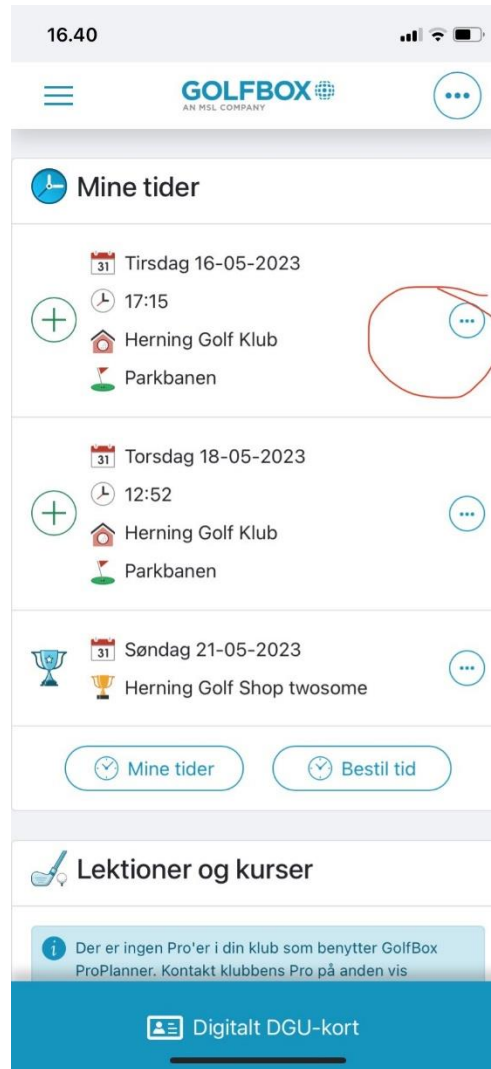 16.40
GOLFBOX
AN MSL COMPANY
Mine tider
31 Tirsdag 16-05-2023
17:15
Herning Golf Klub
Parkbanen
31 Torsdag 18-05-2023
12:52
Herning Golf Klub
Parkbanen
31 Søndag 21-05-2023
Herning Golf Shop twosome
Mine tider
Bestil tid
Lektioner og kurser
Der er ingen Pro'er i din klub som benytter GolfBox
ProPlanner. Kontakt klubbens Pro på anden vis
Digitalt DGU-kort